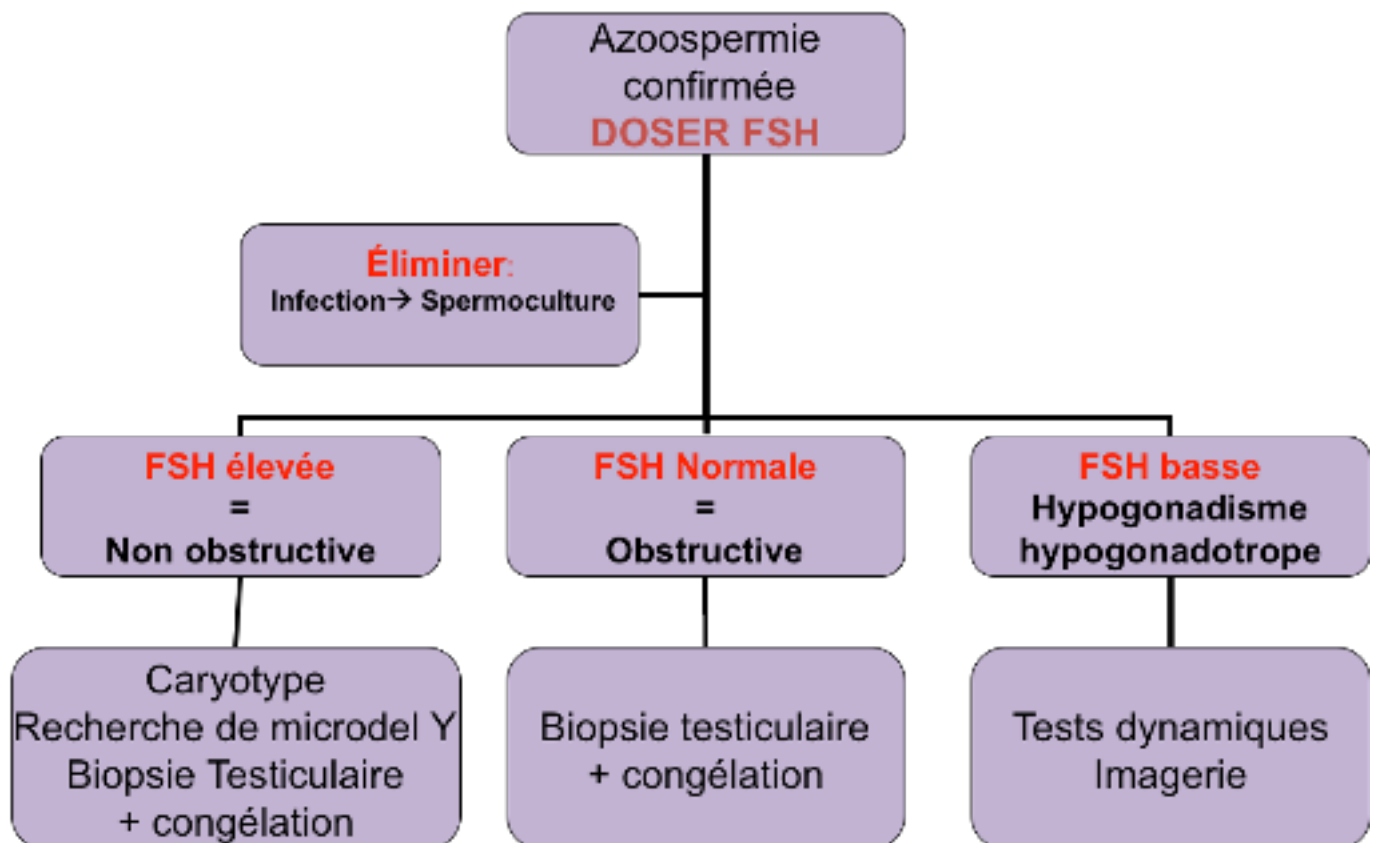 Azoospermie
confirmée
DOSER FSH
Éliminer:
Infection→ Spermoculture
FSH élevée
=
Non obstructive
FSH Normale
=
Obstructive
FSH basse
Hypogonadisme
hypogonadotrope
Caryotype
Recherche de microdel Y
Biopsie Testiculaire
+ congélation
Biopsie testiculaire
+ congélation
Tests dynamiques
Imagerie